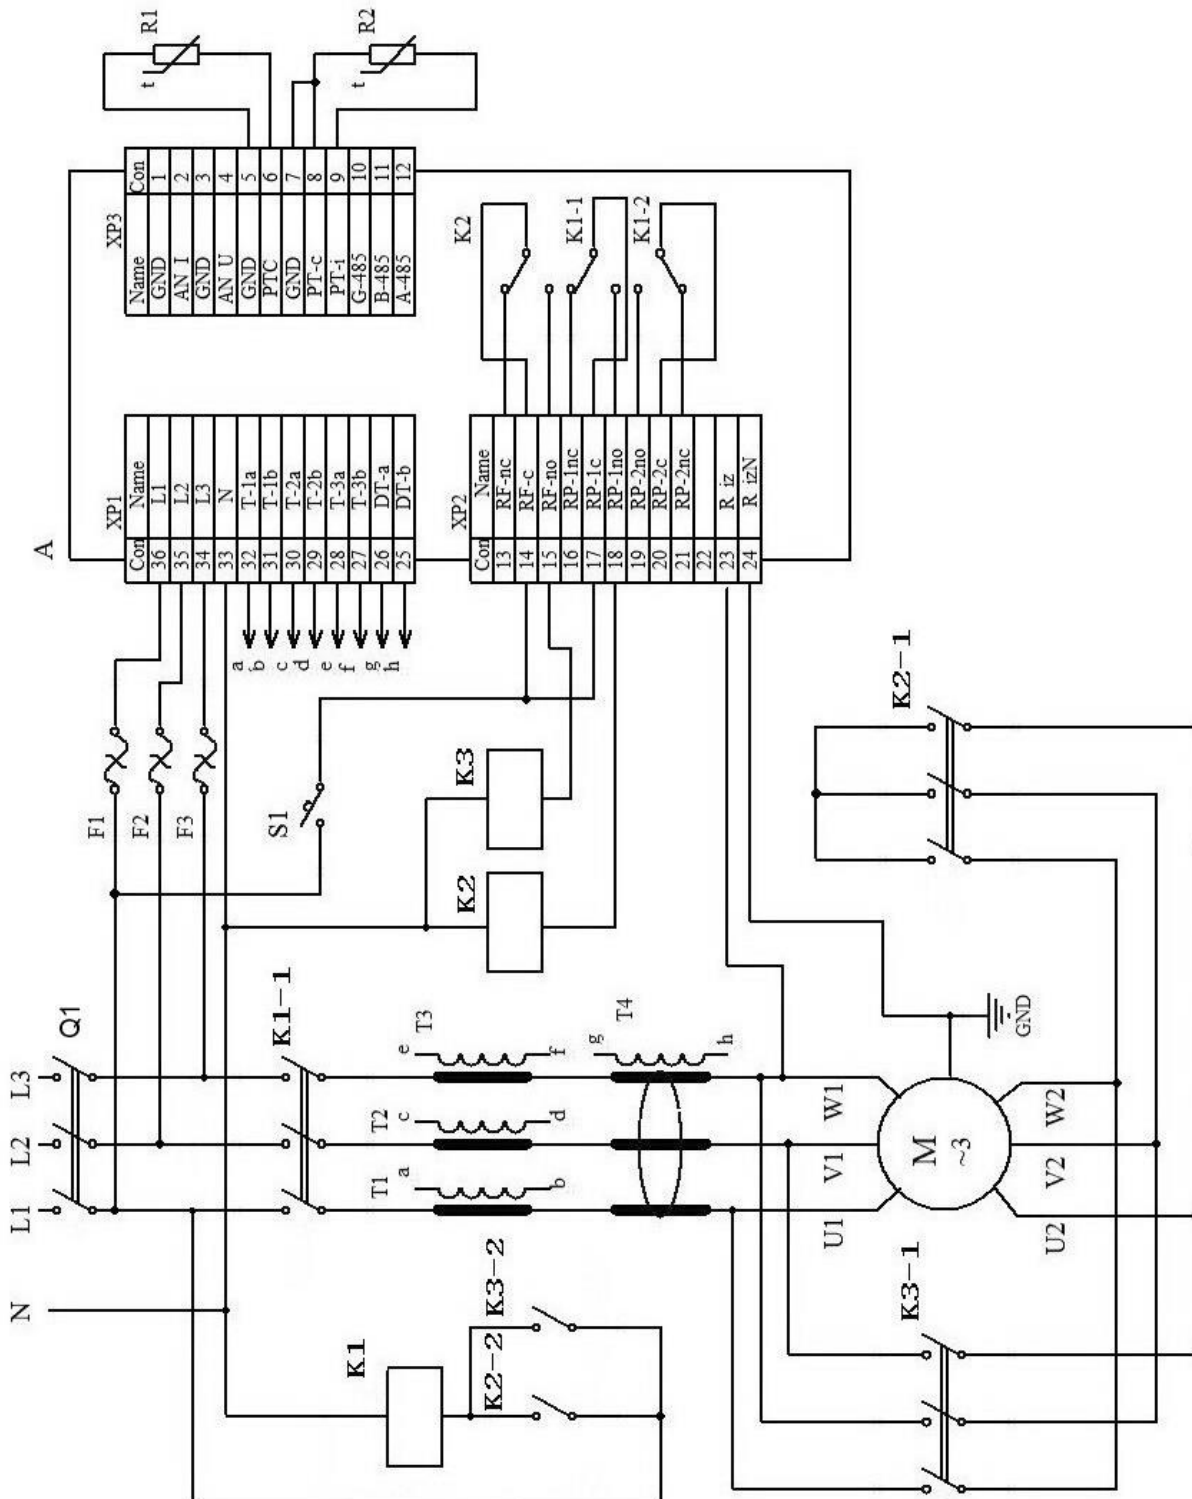 A
XP1
Con Name
36 L1
35 L2
34 L3
33 N
32 T-1a
31 T-1b
30 T-2a
29 T-2b
28 T-3a
27 T-3b
26 DT-a
25 DT-b
XP3
Name Con
GND 1
AN I 2
GND 3
AN U 4
GND 5
PTC 6
GND 7
PT-c 8
PT-i 9
G-485 10
B-485 11
A-485 12
R1
t
R2
t
XP2
Con Name
13 RF-nc
14 RF-c
15 RF-no
16 RP-1nc
17 RP-1c
18 RP-1no
19 RP-2no
20 RP-2c
21 RP-2nc
22
23 R iz
24 R izN
K2
K1-1
K1-2
a
b
c
d
e
f
g
h
F1
F2
F3
S1
K3
K2
K2-1
N
L1
L2
L3
Q1
K1-1
T1
a
b
T2
c
d
T3
e
f
T4
g
h
K1
K2-2
K3-2
K3-1
U1
V1
W1
M
~3
GND
U2
V2
W2